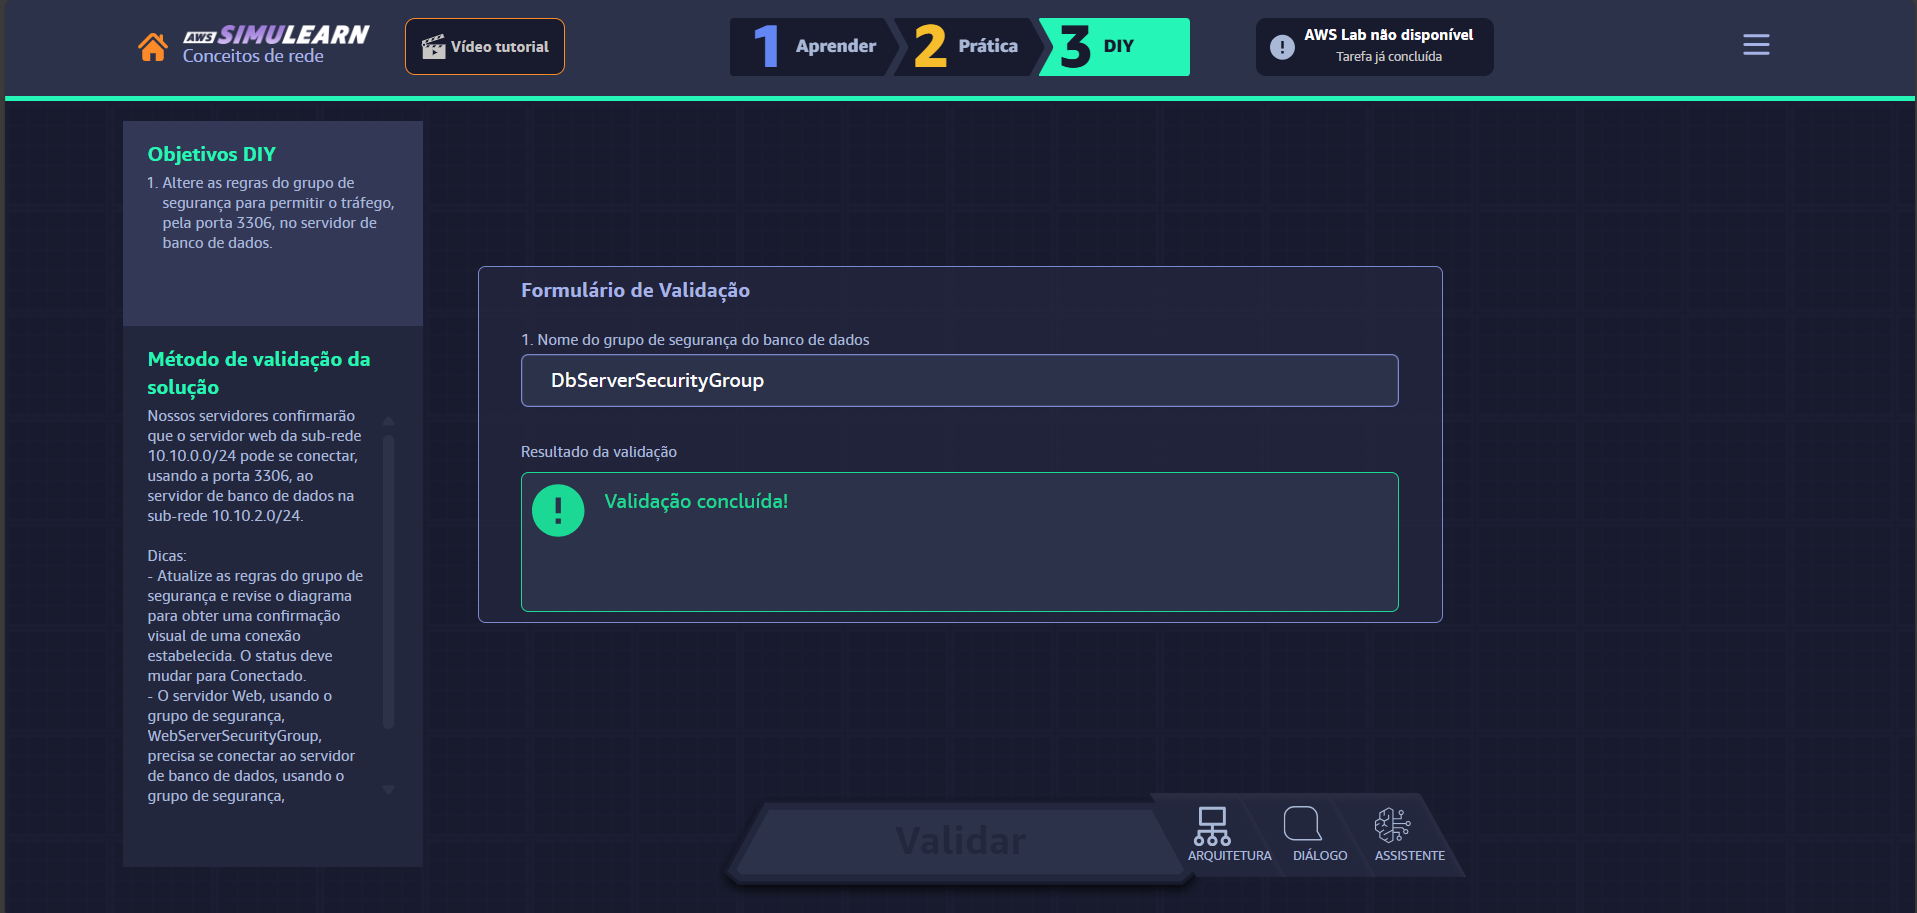 AWS SIMULEARN
Conceitos de rede
Vídeo tutorial
1 Aprender
2 Prática
3 DIY
AWS Lab não disponível
Tarefa já concluída
Objetivos DIY
1. Altere as regras do grupo de
segurança para permitir o tráfego,
pela porta 3306, no servidor de
banco de dados.
Método de validação da
solução
Nossos servidores confirmarão
que o servidor web da sub-rede
10.10.0.0/24 pode se conectar,
usando a porta 3306, ao
servidor de banco de dados na
sub-rede 10.10.2.0/24.
Dicas:
- Atualize as regras do grupo de
segurança e revise o diagrama
para obter uma confirmação
visual de uma conexão
estabelecida. O status deve
mudar para Conectado.
- O servidor Web, usando o
grupo de segurança,
WebServerSecurityGroup,
precisa se conectar ao servidor
de banco de dados, usando o
grupo de segurança,
Formulário de Validação
1. Nome do grupo de segurança do banco de dados
DbServerSecurityGroup
Resultado da validação
Validação concluída!
Validar
ARQUITETURA
DIÁLOGO
ASSISTENTE